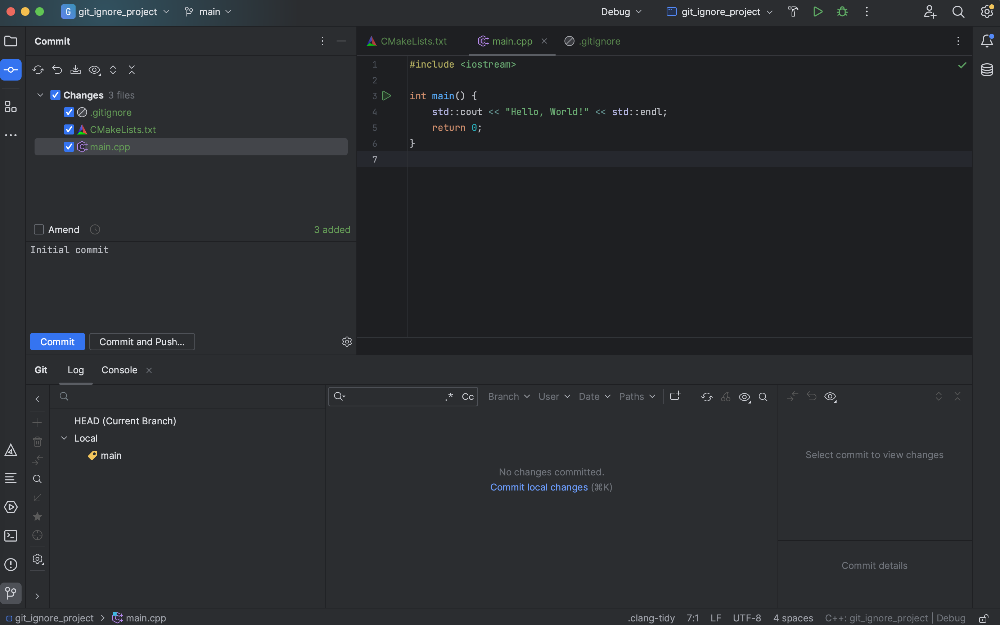 G git_ignore_project main Debug git_ignore_project
Commit
CMakeLists.txt main.cpp .gitignore
Changes 3 files
.gitignore
CMakeLists.txt
main.cpp
Amend 3 added
Initial commit
Commit Commit and Push...
1 #include <iostream>
2
3 int main() {
4 std::cout << "Hello, World!" << std::endl;
5 return 0;
6 }
7
Git Log Console
.* Cc Branch User Date Paths
HEAD (Current Branch)
Local
main
No changes committed.
Commit local changes (⌘K)
Select commit to view changes
Commit details
git_ignore_project > main.cpp .clang-tidy 7:1 LF UTF-8 4 spaces C++: git_ignore_project | Debug